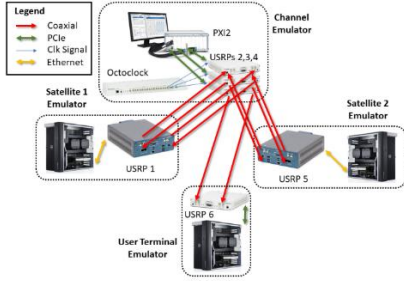 Legend
Coaxial
PCIe
Clk Signal
Ethernet
Channel
Emulator
PXI2
USRPs 2,3,4
Octoclock
Satellite 1
Emulator
USRP 1
Satellite 2
Emulator
USRP 5
USRP 6
User Terminal
Emulator